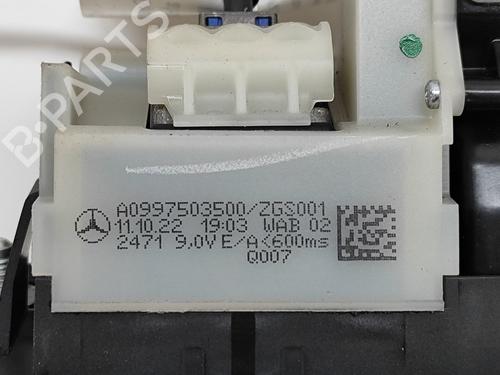 B-PARTS
A0997503500/ZGS001
11.10.22 19:03 WAB 02
2471 9.0V E/A<600ms
Q007